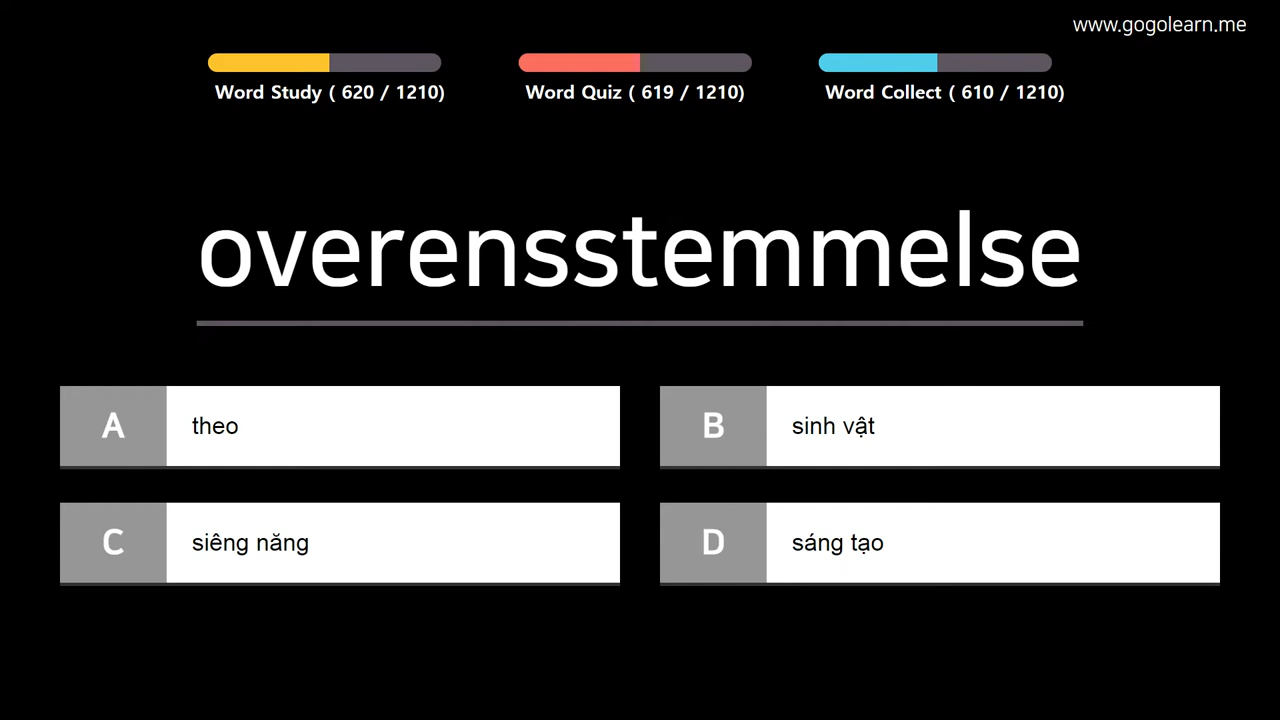 www.gogolearn.me
Word Study ( 620 / 1210)
Word Quiz ( 619 / 1210)
Word Collect ( 610 / 1210)
overensstemmelse
A theo
B sinh vật
C siêng năng
D sáng tạo